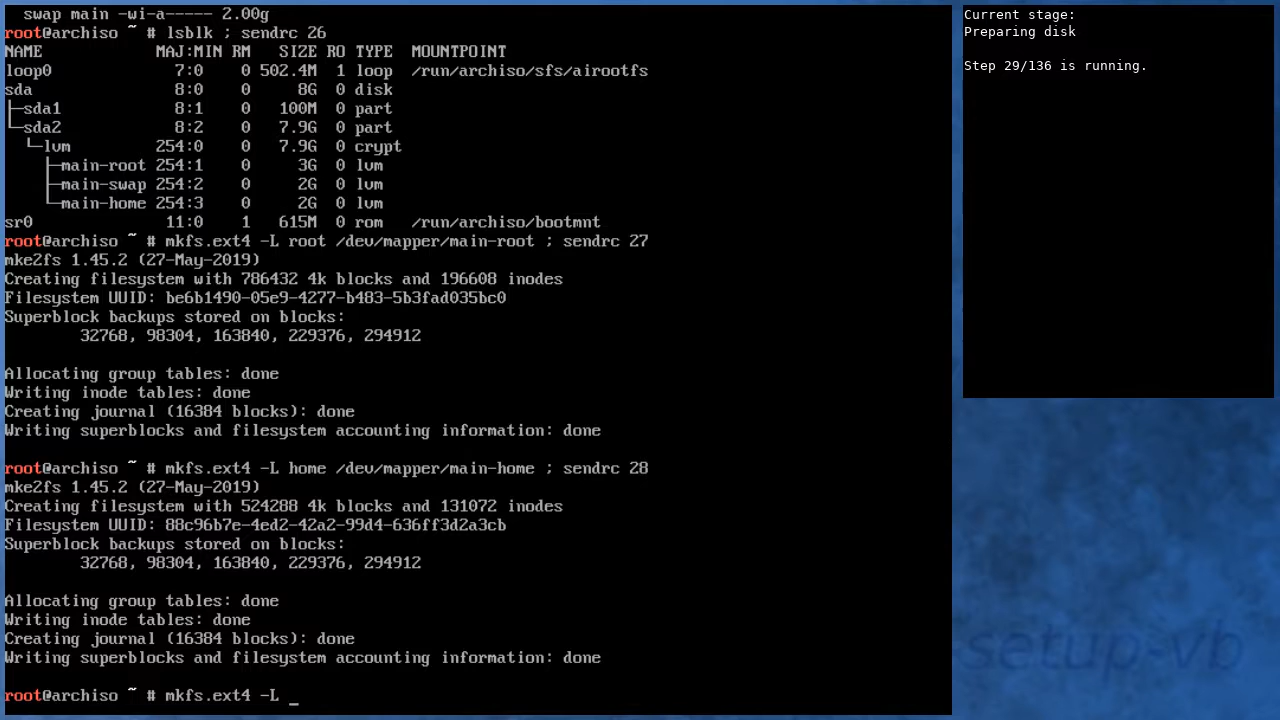 swap main -wi-a----- 2.00g
root@archiso ~ # lsblk ; sendrc 26
NAME            MAJ:MIN RM   SIZE RO TYPE  MOUNTPOINT
loop0             7:0    0 502.4M  1 loop  /run/archiso/sfs/airootfs
sda               8:0    0     8G  0 disk
├─sda1            8:1    0   100M  0 part
└─sda2            8:2    0   7.9G  0 part
  └─lvm         254:0    0   7.9G  0 crypt
    ├─main-root 254:1    0     3G  0 lvm
    ├─main-swap 254:2    0     2G  0 lvm
    └─main-home 254:3    0     2G  0 lvm
sr0              11:0    1   615M  0 rom   /run/archiso/bootmnt
root@archiso ~ # mkfs.ext4 -L root /dev/mapper/main-root ; sendrc 27
mke2fs 1.45.2 (27-May-2019)
Creating filesystem with 786432 4k blocks and 196608 inodes
Filesystem UUID: be6b1490-05e9-4277-b483-5b3fad035bc0
Superblock backups stored on blocks:
        32768, 98304, 163840, 229376, 294912

Allocating group tables: done
Writing inode tables: done
Creating journal (16384 blocks): done
Writing superblocks and filesystem accounting information: done

root@archiso ~ # mkfs.ext4 -L home /dev/mapper/main-home ; sendrc 28
mke2fs 1.45.2 (27-May-2019)
Creating filesystem with 524288 4k blocks and 131072 inodes
Filesystem UUID: 88c96b7e-4ed2-42a2-99d4-636ff3d2a3cb
Superblock backups stored on blocks:
        32768, 98304, 163840, 229376, 294912

Allocating group tables: done
Writing inode tables: done
Creating journal (16384 blocks): done
Writing superblocks and filesystem accounting information: done

root@archiso ~ # mkfs.ext4 -L _
Current stage:
Preparing disk

Step 29/136 is running.
setup-vb